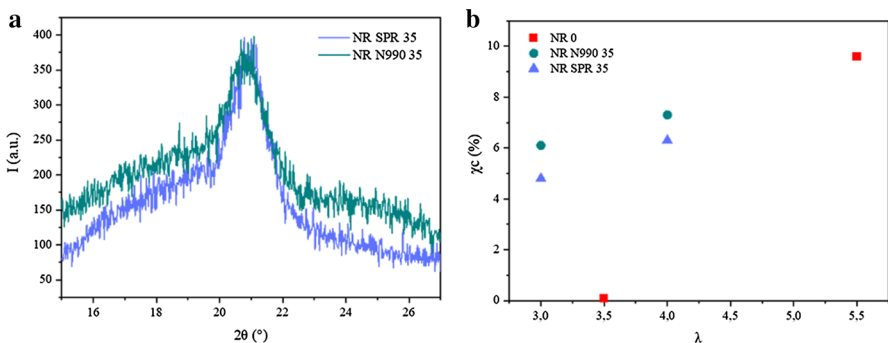 a
NR SPR 35
NR N990 35
400
350
300
250
200
150
100
50
I (a.u.)
16
18
20
22
24
26
2θ (°)
b
NR 0
NR N990 35
NR SPR 35
10
8
6
4
2
0
χc (%)
3,0
3,5
4,0
4,5
5,0
5,5
λ